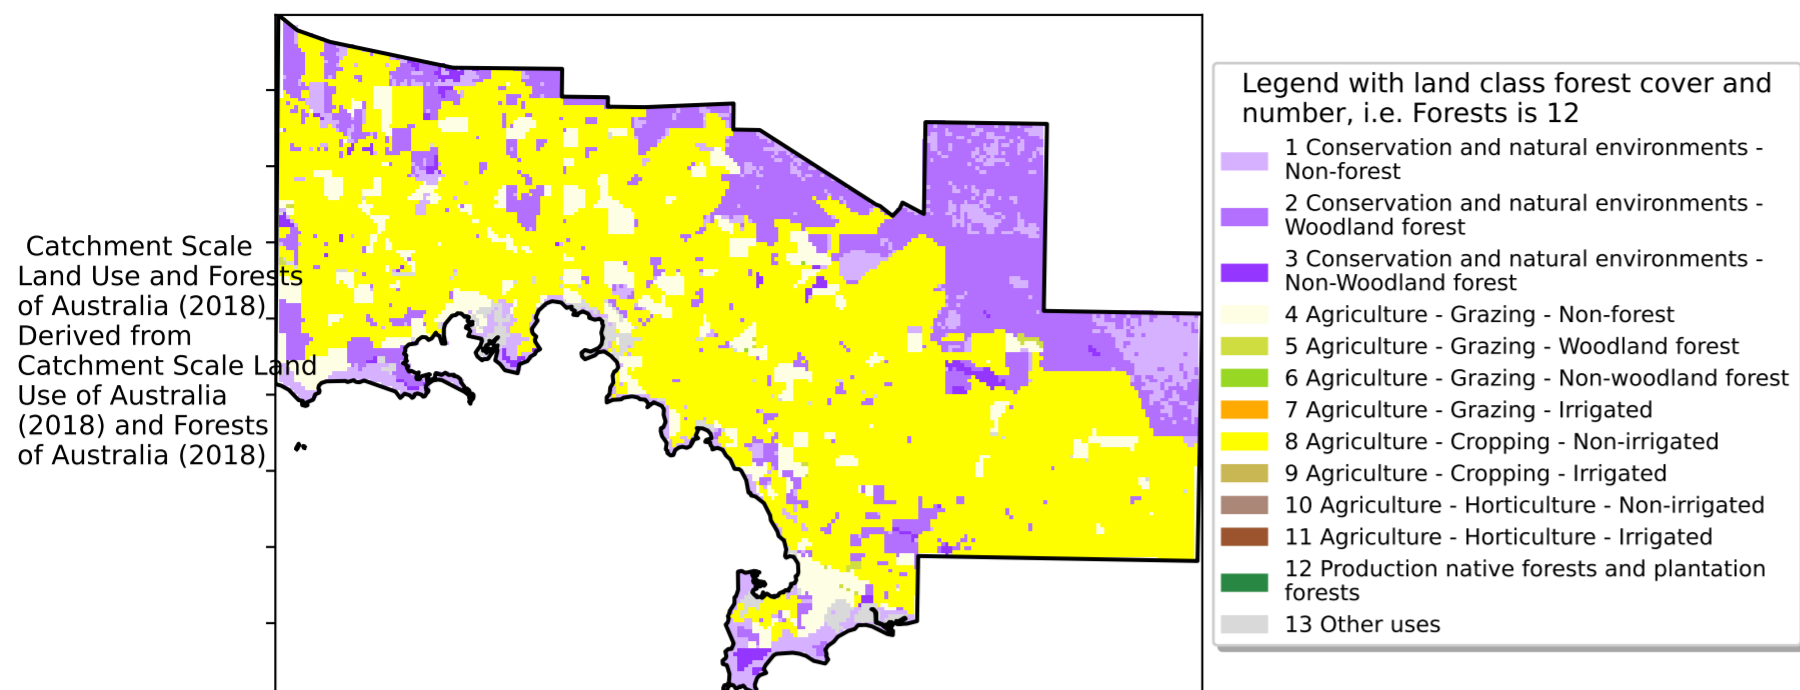 Catchment Scale
Land Use and Forests
of Australia (2018)
Derived from
Catchment Scale Land
Use of Australia
(2018) and Forests
of Australia (2018)
Legend with land class forest cover and
number, i.e. Forests is 12
1 Conservation and natural environments -
Non-forest
2 Conservation and natural environments -
Woodland forest
3 Conservation and natural environments -
Non-Woodland forest
4 Agriculture - Grazing - Non-forest
5 Agriculture - Grazing - Woodland forest
6 Agriculture - Grazing - Non-woodland forest
7 Agriculture - Grazing - Irrigated
8 Agriculture - Cropping - Non-irrigated
9 Agriculture - Cropping - Irrigated
10 Agriculture - Horticulture - Non-irrigated
11 Agriculture - Horticulture - Irrigated
12 Production native forests and plantation
forests
13 Other uses